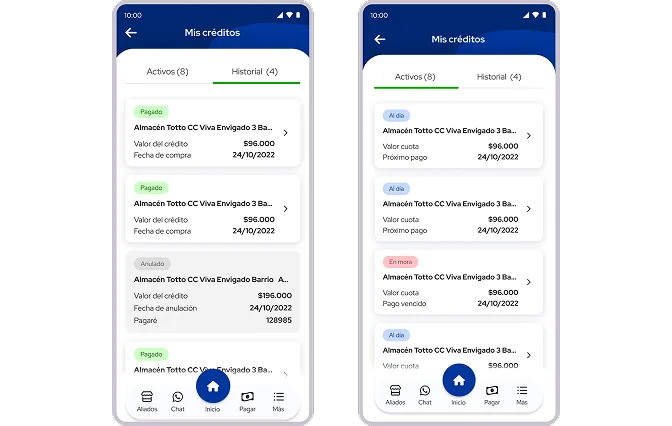 10:00
Mis créditos
Activos (8) Historial (4)
Pagado
Almacén Totto CC Viva Envigado 3 Ba...
Valor del crédito $96.000
Fecha de compra 24/10/2022
Pagado
Almacén Totto CC Viva Envigado 3 Ba...
Valor del crédito $96.000
Fecha de compra 24/10/2022
Anulado
Almacén Totto CC Viva Envigado Barrio A...
Valor del crédito $196.000
Fecha de anulación 24/10/2022
Pagaré 128985
Pagado
Almacén Totto CC Viva Envigado 3 Ba...
Aliados Chat Inicio Pagar Más
10:00
Mis créditos
Activos (8) Historial (4)
Al día
Almacén Totto CC Viva Envigado 3 Ba...
Valor cuota $96.000
Próximo pago 24/10/2022
Al día
Almacén Totto CC Viva Envigado 3 Ba...
Valor cuota $96.000
Próximo pago 24/10/2022
En mora
Almacén Totto CC Viva Envigado 3 Ba...
Valor cuota $96.000
Pago vencido 24/10/2022
Al día
Almacén Totto CC Viva Envigado 3 Ba...
Valor cuota $96.000
Aliados Chat Inicio Pagar Más